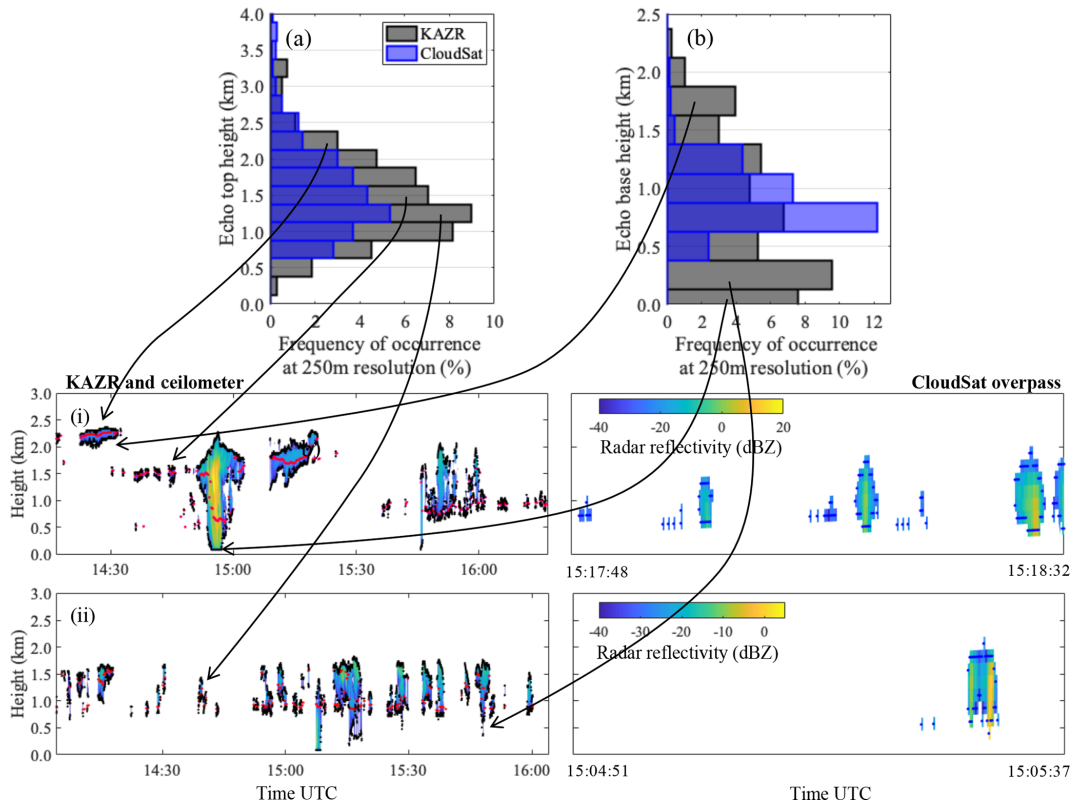 (a)
KAZR
CloudSat
4.0
3.5
3.0
2.5
2.0
1.5
1.0
0.5
0.0
Echo top height (km)
0 2 4 6 8 10
Frequency of occurrence
at 250m resolution (%)
(b)
2.5
2.0
1.5
1.0
0.5
0.0
Echo base height (km)
0 2 4 6 8 10 12
Frequency of occurrence
at 250m resolution (%)
KAZR and ceilometer
CloudSat overpass
(i)
3.0
2.5
2.0
1.5
1.0
0.5
0.0
Height (km)
14:30 15:00 15:30 16:00
-40 -20 0 20
Radar reflectivity (dBZ)
15:17:48 15:18:32
(ii)
3.0
2.5
2.0
1.5
1.0
0.5
0.0
Height (km)
14:30 15:00 15:30 16:00
Time UTC
-40 -30 -20 -10 0
Radar reflectivity (dBZ)
15:04:51 15:05:37
Time UTC